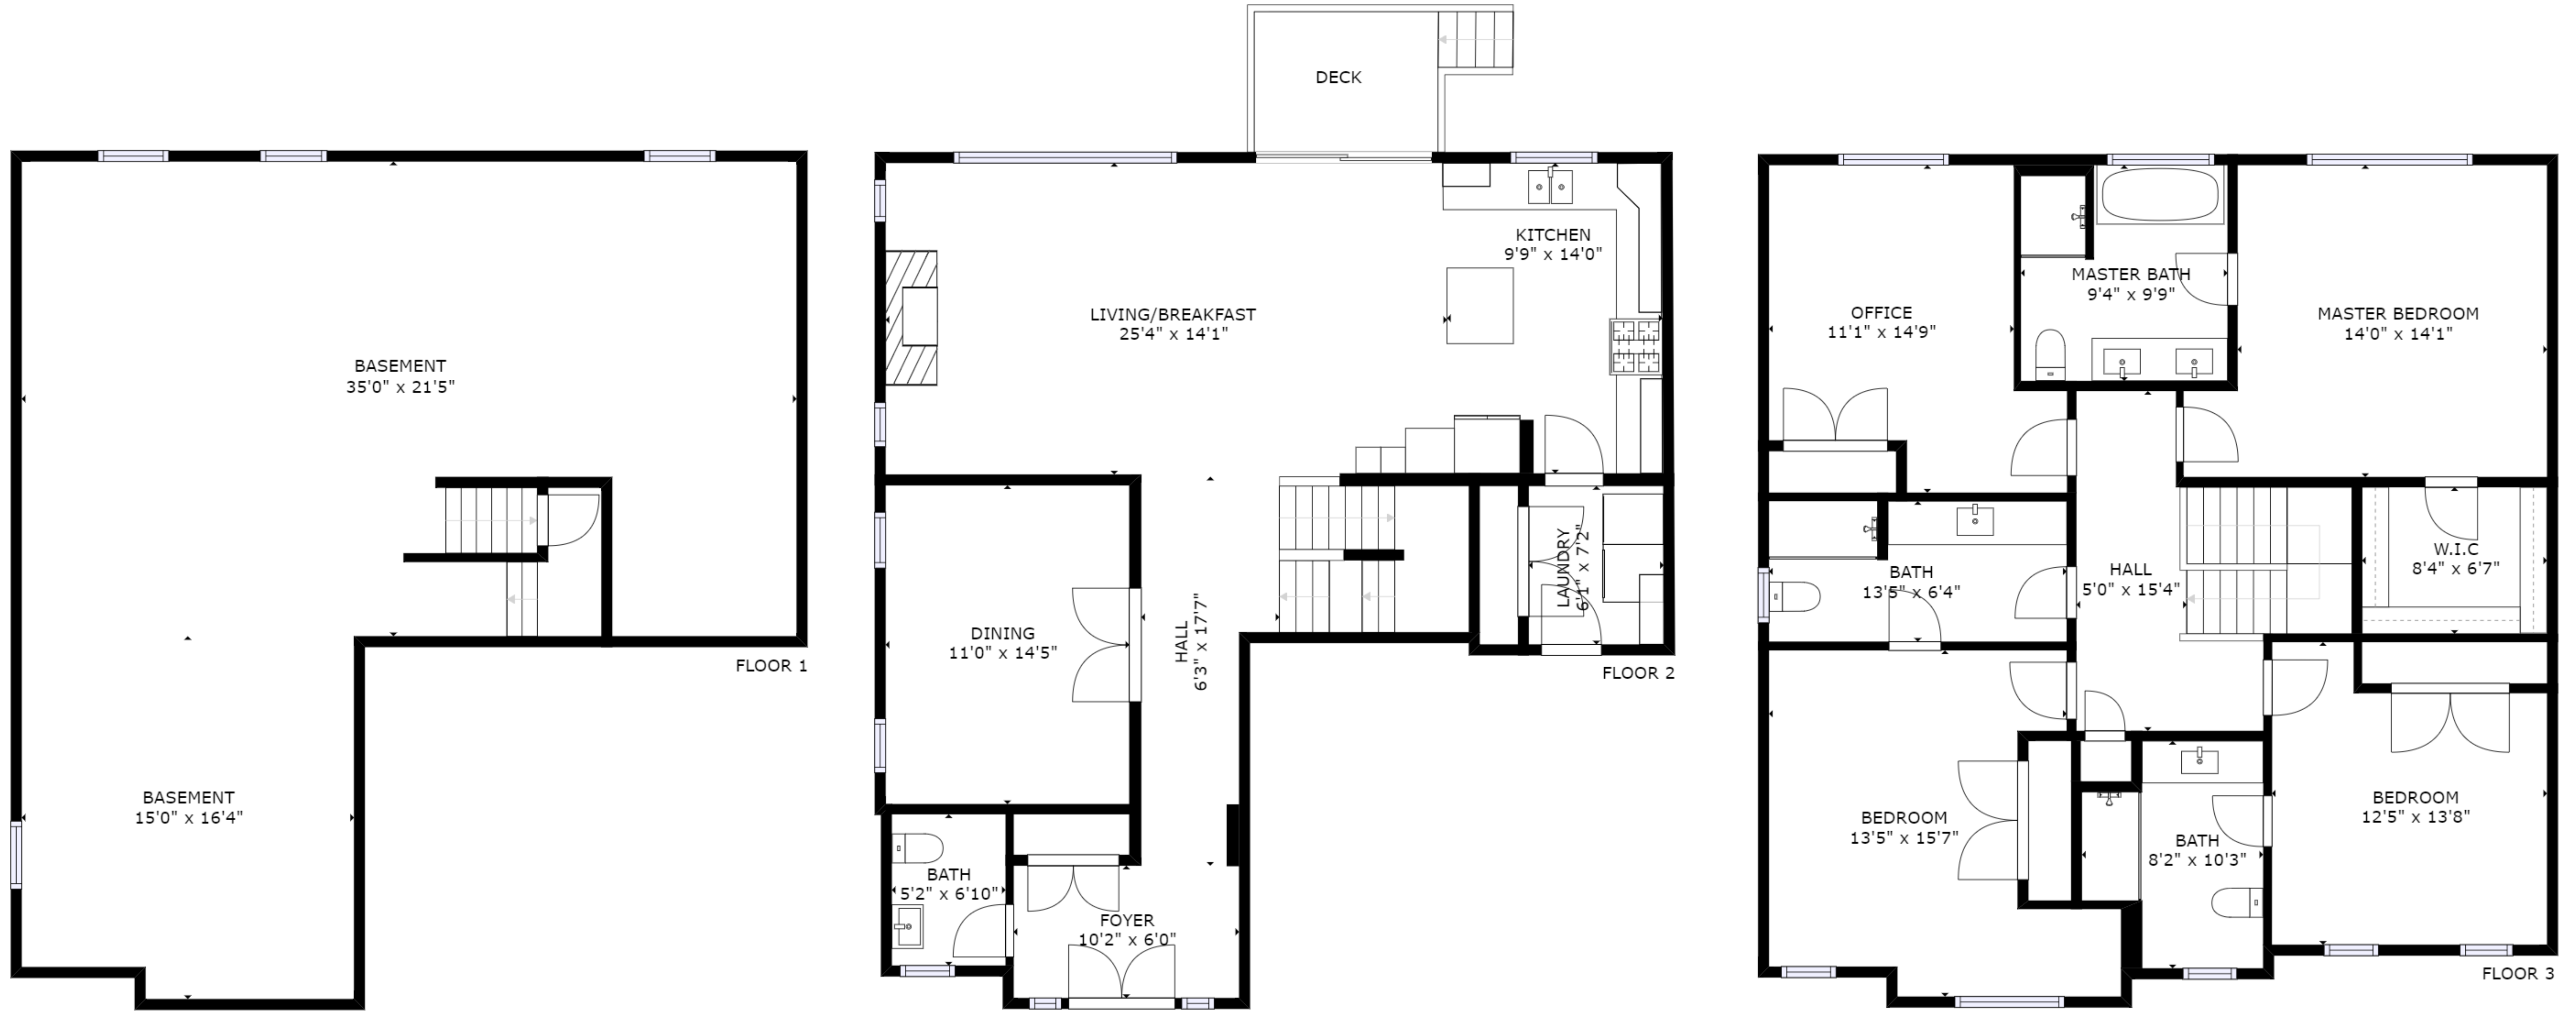 BASEMENT
35'0" x 21'5"
BASEMENT
15'0" x 16'4"
FLOOR 1
DECK
KITCHEN
9'9" x 14'0"
LIVING/BREAKFAST
25'4" x 14'1"
DINING
11'0" x 14'5"
HALL
6'3" x 17'7"
LAUNDRY
6'1" x 7'2"
BATH
5'2" x 6'10"
FOYER
10'2" x 6'0"
FLOOR 2
OFFICE
11'1" x 14'9"
MASTER BATH
9'4" x 9'9"
MASTER BEDROOM
14'0" x 14'1"
BATH
13'5" x 6'4"
HALL
5'0" x 15'4"
W.I.C
8'4" x 6'7"
BEDROOM
13'5" x 15'7"
BATH
8'2" x 10'3"
BEDROOM
12'5" x 13'8"
FLOOR 3